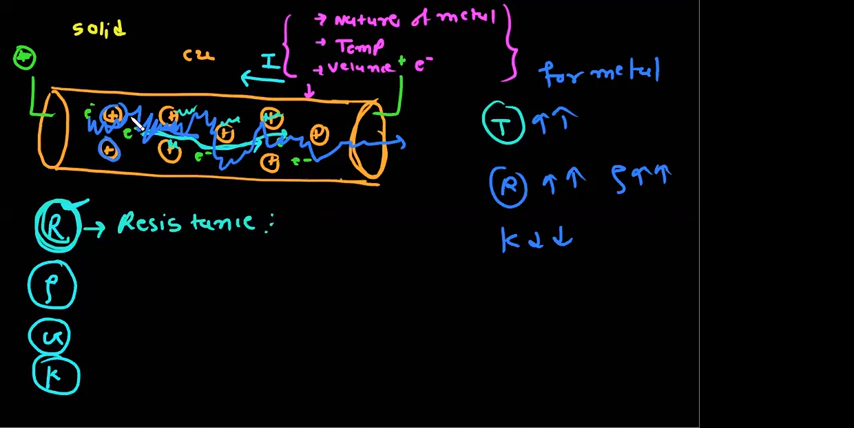 solid
Cu
I
→ Nature of metal
→ Temp
→ Volume
+ e-
for metal
T ↑↑
R ↑↑ ρ↑↑
K ↓↓
e-
e-
e-
e-
+ + + + +
+ + +
R → Resistance :
ρ
G
K